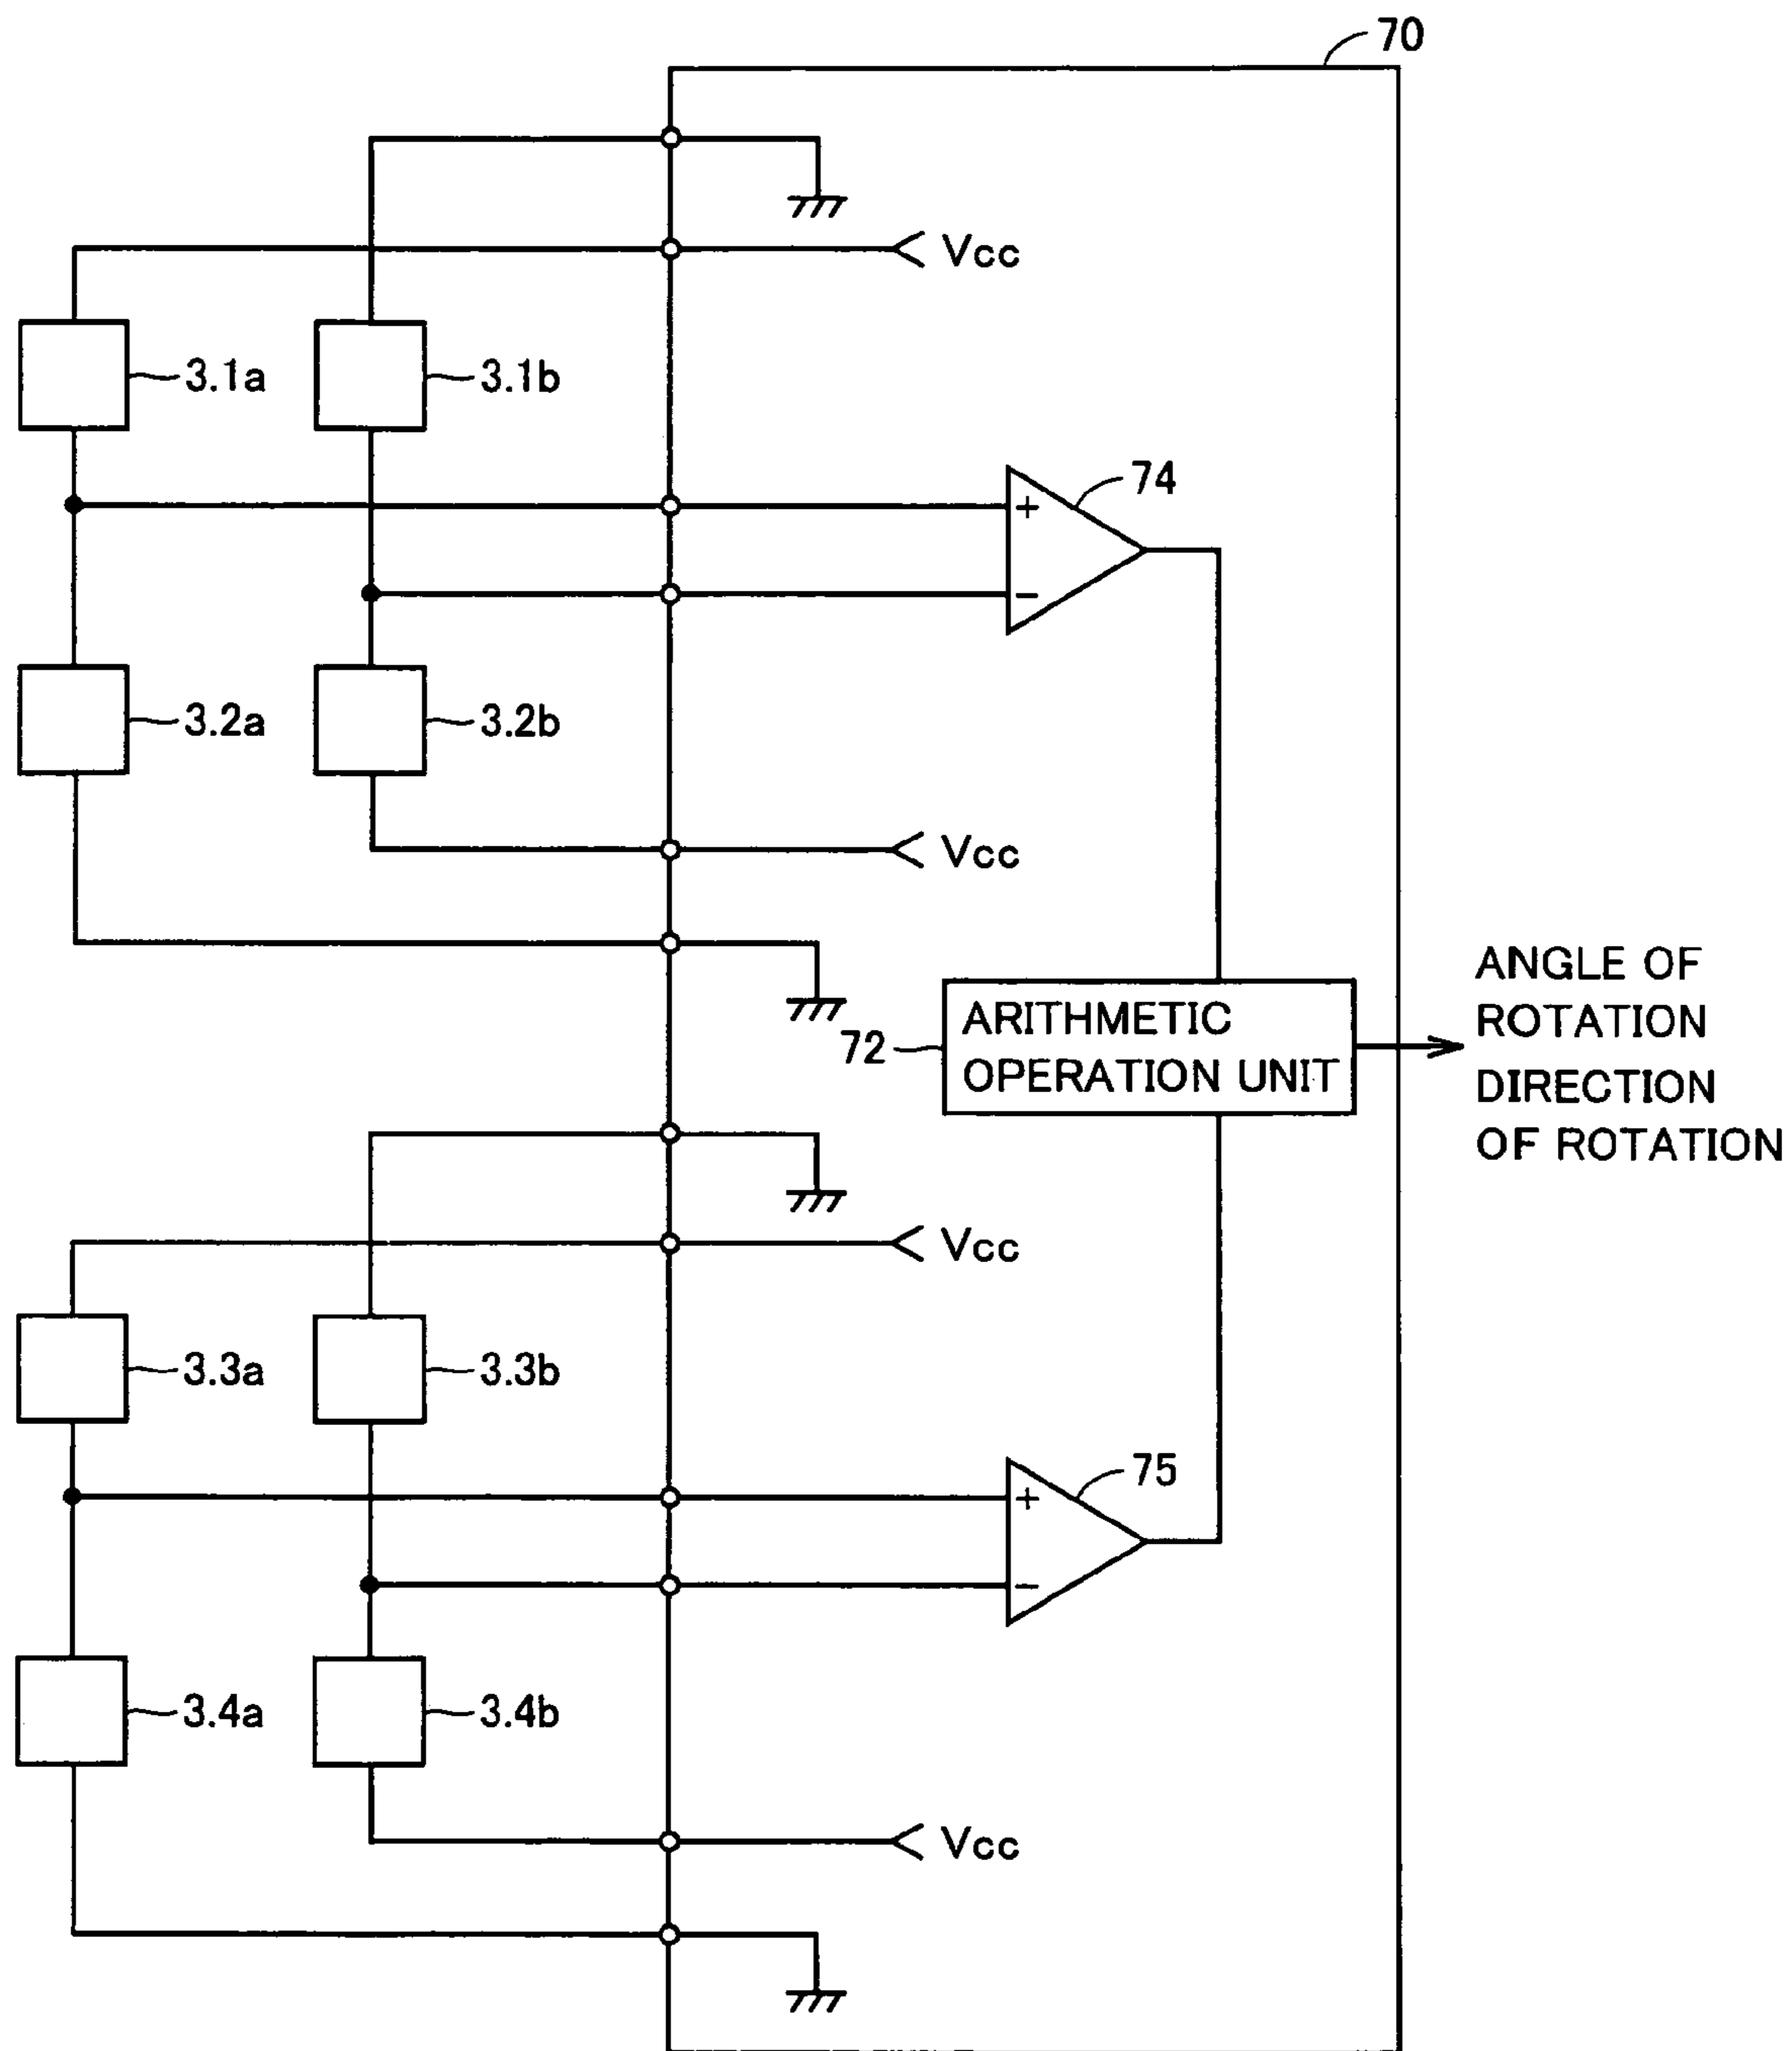 70
Vcc
3.1a
3.1b
74
+
−
3.2a
3.2b
Vcc
72
ARITHMETIC
OPERATION UNIT
ANGLE OF
ROTATION
DIRECTION
OF ROTATION
Vcc
3.3a
3.3b
75
+
−
3.4a
3.4b
Vcc